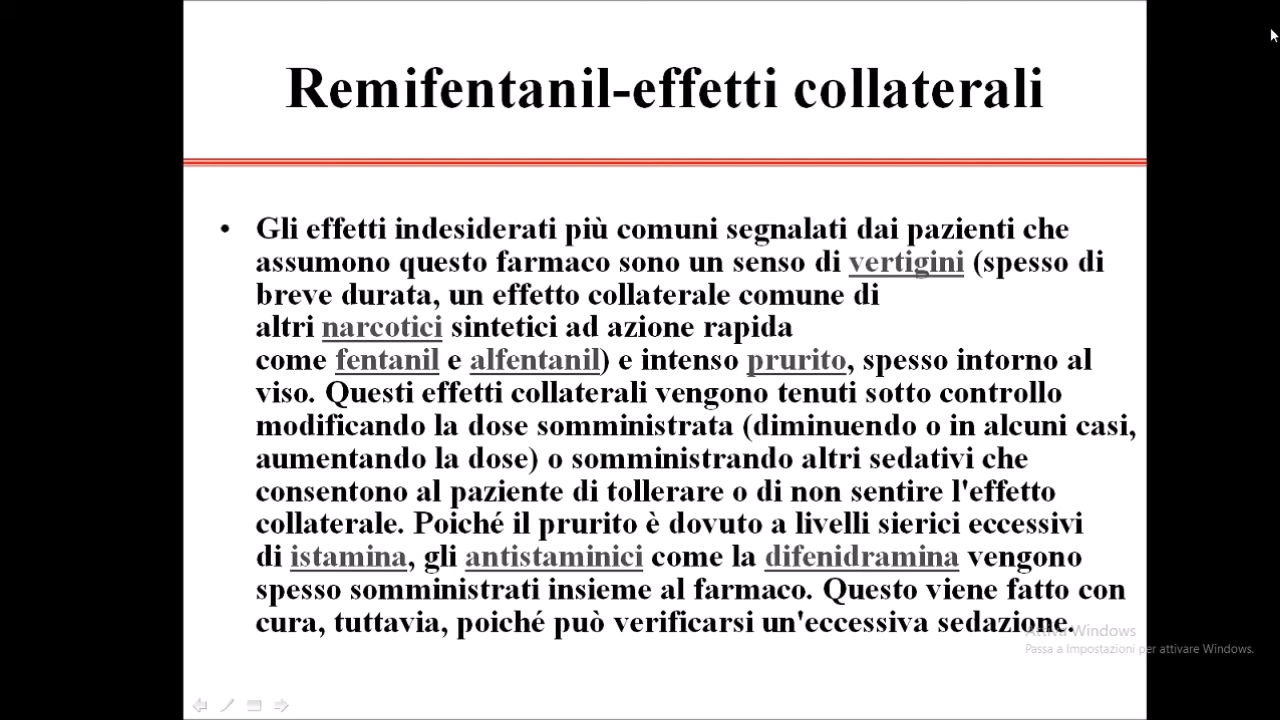 Remifentanil-effetti collaterali
• Gli effetti indesiderati più comuni segnalati dai pazienti che
assumono questo farmaco sono un senso di vertigini (spesso di
breve durata, un effetto collaterale comune di
altri narcotici sintetici ad azione rapida
come fentanil e alfentanil) e intenso prurito, spesso intorno al
viso. Questi effetti collaterali vengono tenuti sotto controllo
modificando la dose somministrata (diminuendo o in alcuni casi,
aumentando la dose) o somministrando altri sedativi che
consentono al paziente di tollerare o di non sentire l'effetto
collaterale. Poiché il prurito è dovuto a livelli sierici eccessivi
di istamina, gli antistaminici come la difenidramina vengono
spesso somministrati insieme al farmaco. Questo viene fatto con
cura, tuttavia, poiché può verificarsi un'eccessiva sedazione.
Attiva Windows
Passa a Impostazioni per attivare Windows.